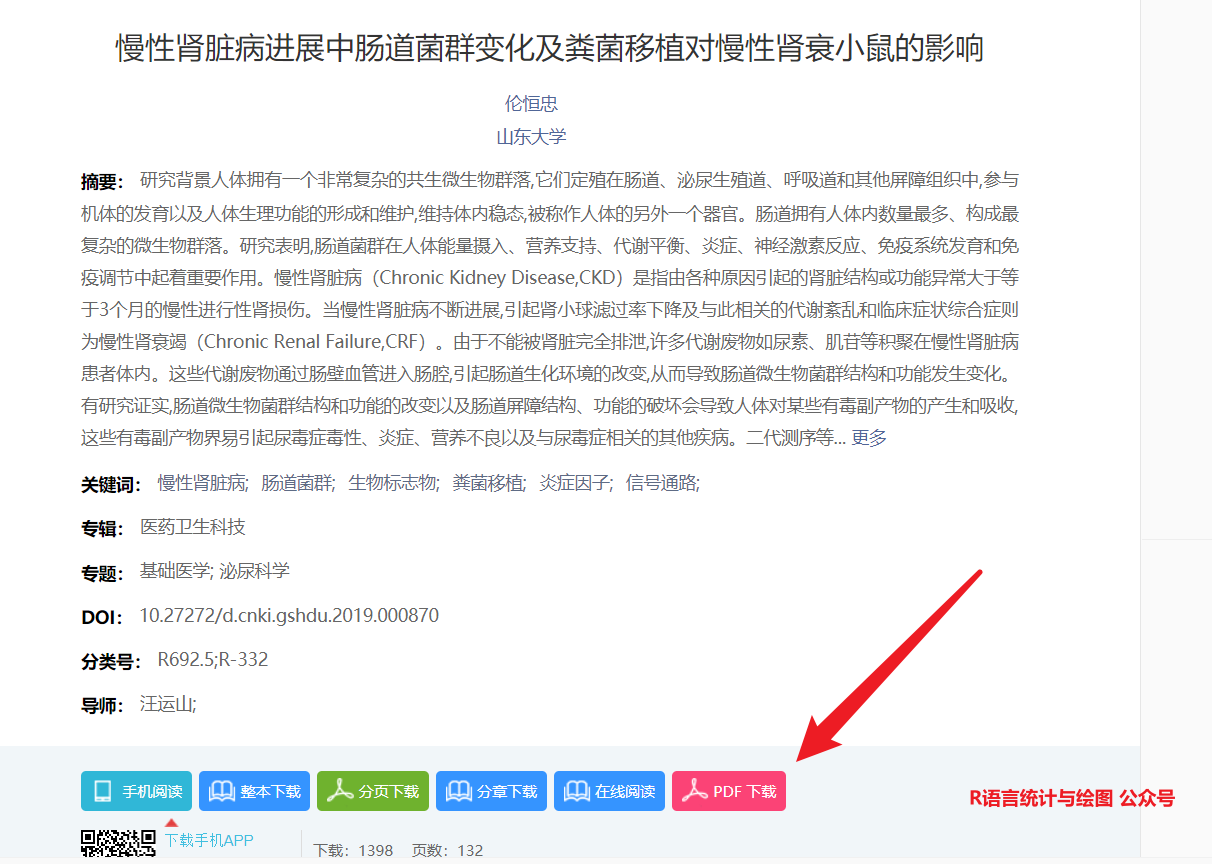 慢性肾脏病进展中肠道菌群变化及粪菌移植对慢性肾衰小鼠的影响
伦恒忠
山东大学
摘要： 研究背景人体拥有一个非常复杂的共生微生物群落,它们定殖在肠道、泌尿生殖道、呼吸道和其他屏障组织中,参与
机体的发育以及人体生理功能的形成和维护,维持体内稳态,被称作人体的另外一个器官。肠道拥有人体内数量最多、构成最
复杂的微生物群落。研究表明,肠道菌群在人体能量摄入、营养支持、代谢平衡、炎症、神经激素反应、免疫系统发育和免
疫调节中起着重要作用。慢性肾脏病（Chronic Kidney Disease,CKD）是指由各种原因引起的肾脏结构或功能异常大于等
于3个月的慢性进行性肾损伤。当慢性肾脏病不断进展,引起肾小球滤过率下降及与此相关的代谢紊乱和临床症状综合症则
为慢性肾衰竭（Chronic Renal Failure,CRF）。由于不能被肾脏完全排泄,许多代谢废物如尿素、肌苷等积聚在慢性肾脏病
患者体内。这些代谢废物通过肠壁血管进入肠腔,引起肠道生化环境的改变,从而导致肠道微生物菌群结构和功能发生变化。
有研究证实,肠道微生物菌群结构和功能的改变以及肠道屏障结构、功能的破坏会导致人体对某些有毒副产物的产生和吸收,
这些有毒副产物界易引起尿毒症毒性、炎症、营养不良以及与尿毒症相关的其他疾病。二代测序等... 更多
关键词： 慢性肾脏病; 肠道菌群; 生物标志物; 粪菌移植; 炎症因子; 信号通路;
专辑： 医药卫生科技
专题： 基础医学; 泌尿科学
DOI： 10.27272/d.cnki.gshdu.2019.000870
分类号： R692.5;R-332
导师： 汪运山;
手机阅读 整本下载 分页下载 分章下载 在线阅读 PDF 下载
R语言统计与绘图 公众号
下载手机APP
下载：1398 页数：132